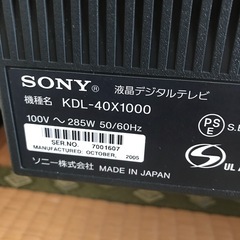 SONY®
液晶デジタルテレビ
機種名 KDL-40X1000
100V ~ 285W 50/60Hz
SER.NO. 7001607
MANUFACTURED: OCTOBER, 2005
ソニー株式会社 MADE IN JAPAN
PS
E
UL